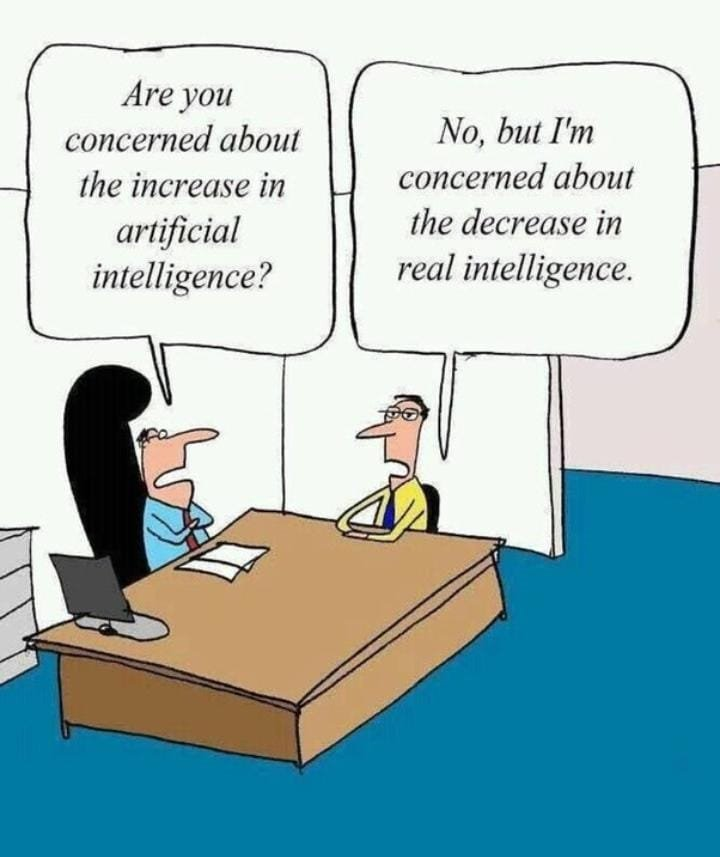 Are you
concerned about
the increase in
artificial
intelligence?
No, but I'm
concerned about
the decrease in
real intelligence.